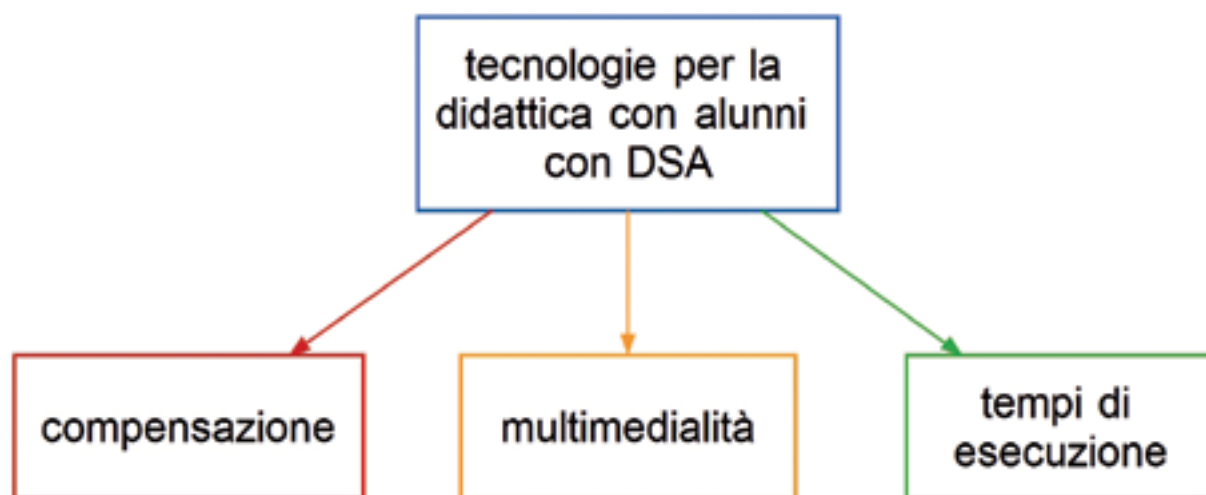 tecnologie per la
didattica con alunni
con DSA
compensazione
multimedialità
tempi di
esecuzione